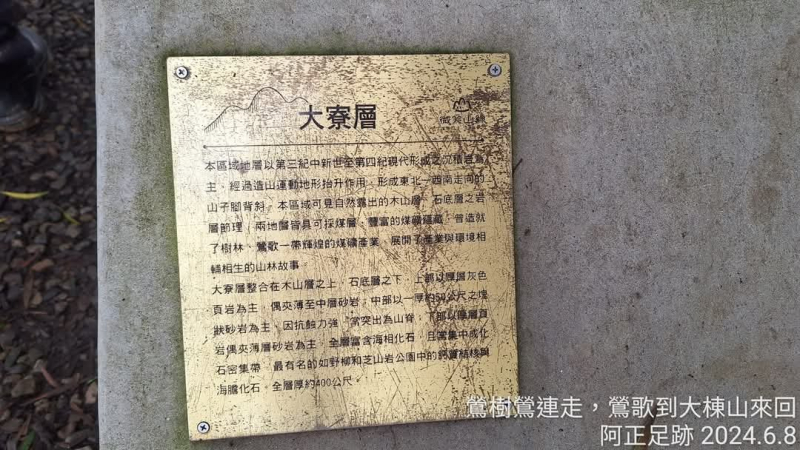 大寮層
本區域地層以第三紀中新世至第四紀現代形成之沉積岩為
主,經過造山運動地形抬升作用,形成東北—西南走向的
山子腳背斜。本區域可見自然露出的木山層、石底層之岩
層節理,兩地層皆具可採煤層、豐富的煤礦蘊藏,曾造就
了樹林、鶯歌一帶輝煌的煤礦產業,展開了產業與環境相
輔相生的山林故事。
大寮層整合在木山層之上,石底層之下,上部以厚層灰色
頁岩為主,偶夾薄至中層砂岩,中部以一厚約50公尺之塊
狀砂岩為主,因抗蝕力強,常突出為山脊,下部以厚層頁
岩偶夾薄層砂岩為主。全層富含海相化石,且常集中成化
石密集帶,最有名的如野柳和芝山岩公園中的
海膽化石。全層厚約400公尺。
鶯樹鶯連走,鶯歌到大棟山來回
阿正足跡 2024.6.8